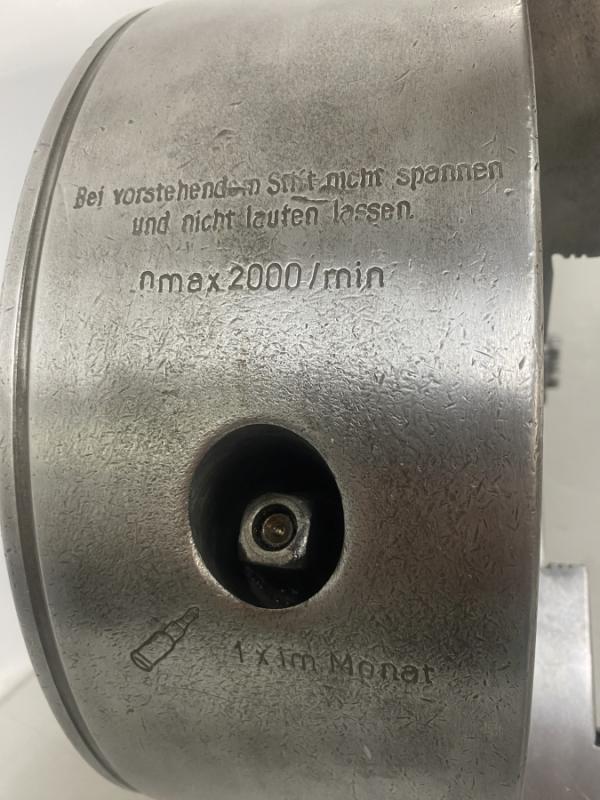 Bei vorstehendem Stift nicht spannen
und nicht laufen lassen.
nmax 2000/min
1 x im Monat